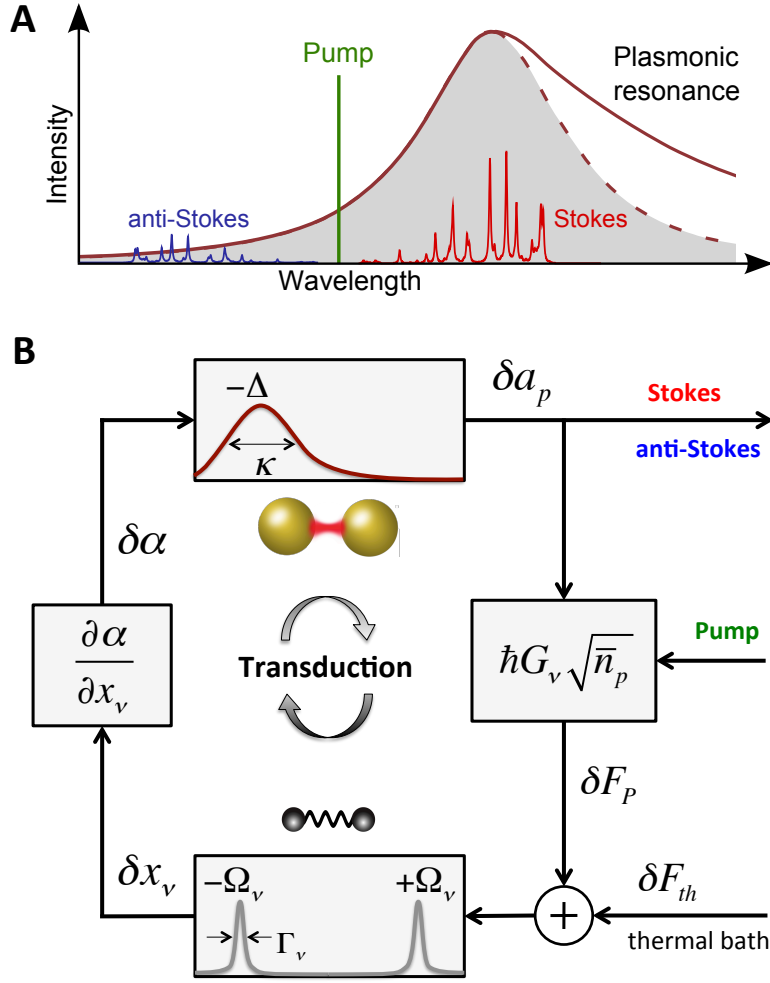 A
Pump
Plasmonic
resonance
Intensity
anti-Stokes
Stokes
Wavelength
B
−Δ
κ
δa_p
Stokes
anti-Stokes
δα
∂α
∂x_ν
Transduction
ħG_ν√n̅_p
Pump
δF_P
δx_ν
−Ω_ν
+Ω_ν
Γ_ν
+
δF_th
thermal bath